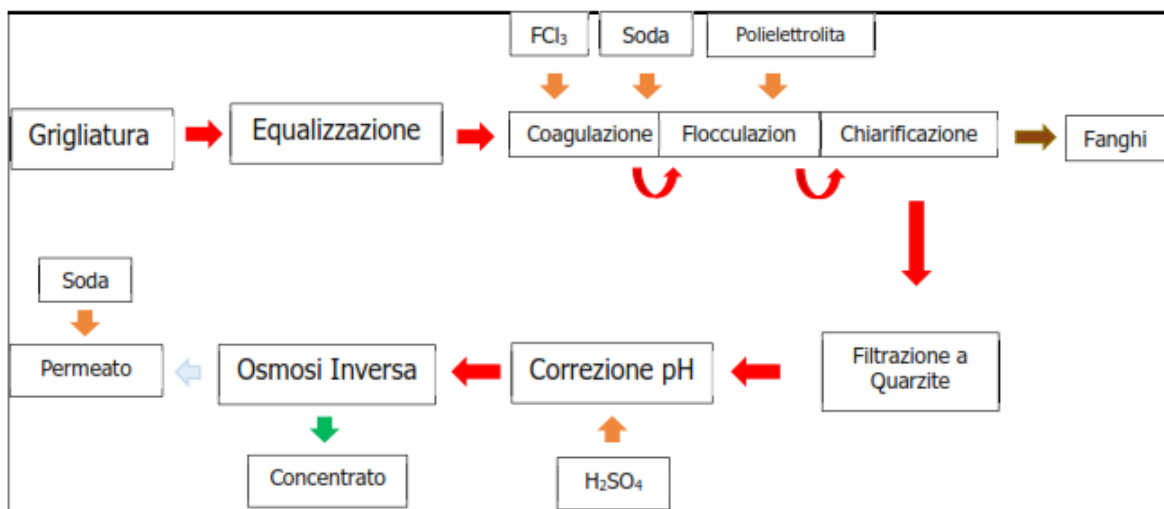 FCl₃
Soda
Polielettrolita
Grigliatura
Equalizzazione
Coagulazione
Flocculazion
Chiarificazione
Fanghi
Soda
Permeato
Osmosi Inversa
Correzione pH
Filtrazione a
Quarzite
Concentrato
H₂SO₄